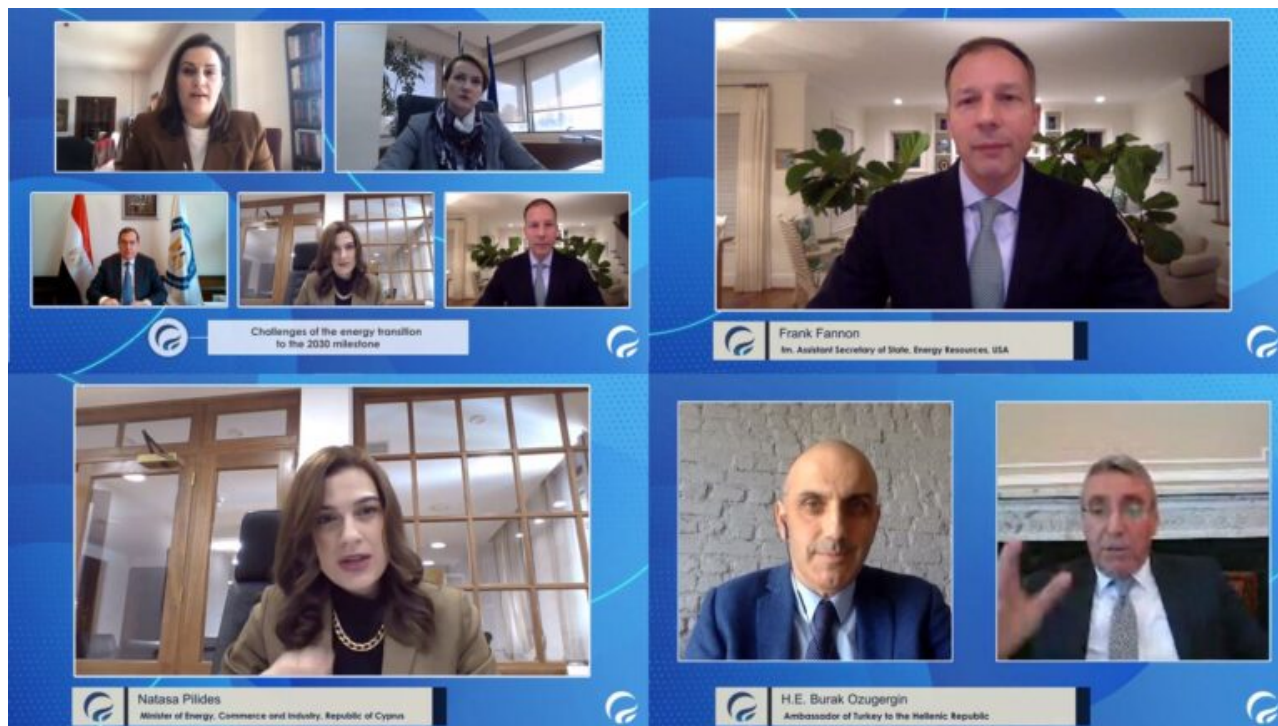 Challenges of the energy transition
to the 2030 milestone
Frank Fannon
fm. Assistant Secretary of State, Energy Resources, USA
Natasa Pilides
Minister of Energy, Commerce and Industry, Republic of Cyprus
H.E. Burak Ozugergin
Ambassador of Turkey to the Hellenic Republic